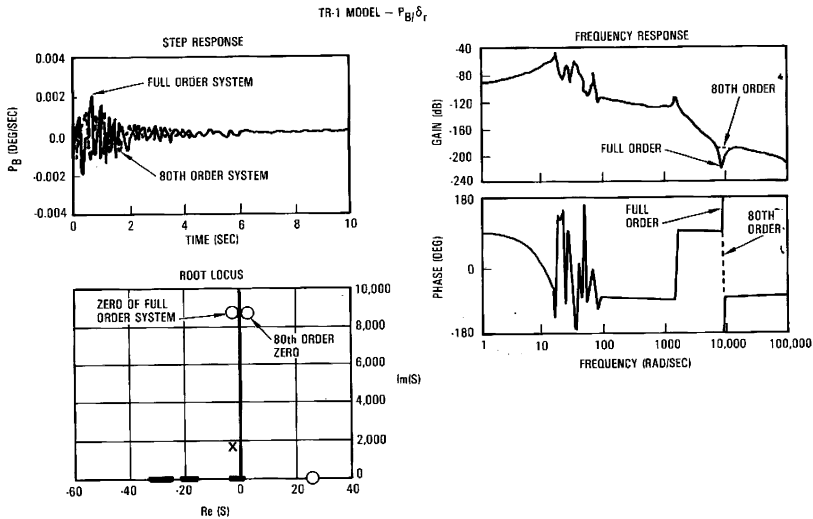 TR-1 MODEL – P_B/δ_r
STEP RESPONSE
0.004
0.002
0.0
-0.002
-0.004
P_B (DEG/SEC)
FULL ORDER SYSTEM
80TH ORDER SYSTEM
0 2 4 6 8 10
TIME (SEC)
FREQUENCY RESPONSE
-40
-80
-120
-160
-200
-240
GAIN (dB)
80TH ORDER
FULL ORDER
180
0
-180
PHASE (DEG)
FULL
ORDER
80TH
ORDER
1 10 100 1000 10,000 100,000
FREQUENCY (RAD/SEC)
ROOT LOCUS
ZERO OF FULL
ORDER SYSTEM
80th ORDER
ZERO
10,000
8,000
6,000
4,000
2,000
0
Im(S)
X
-60 -40 -20 0 20 40
Re (S)